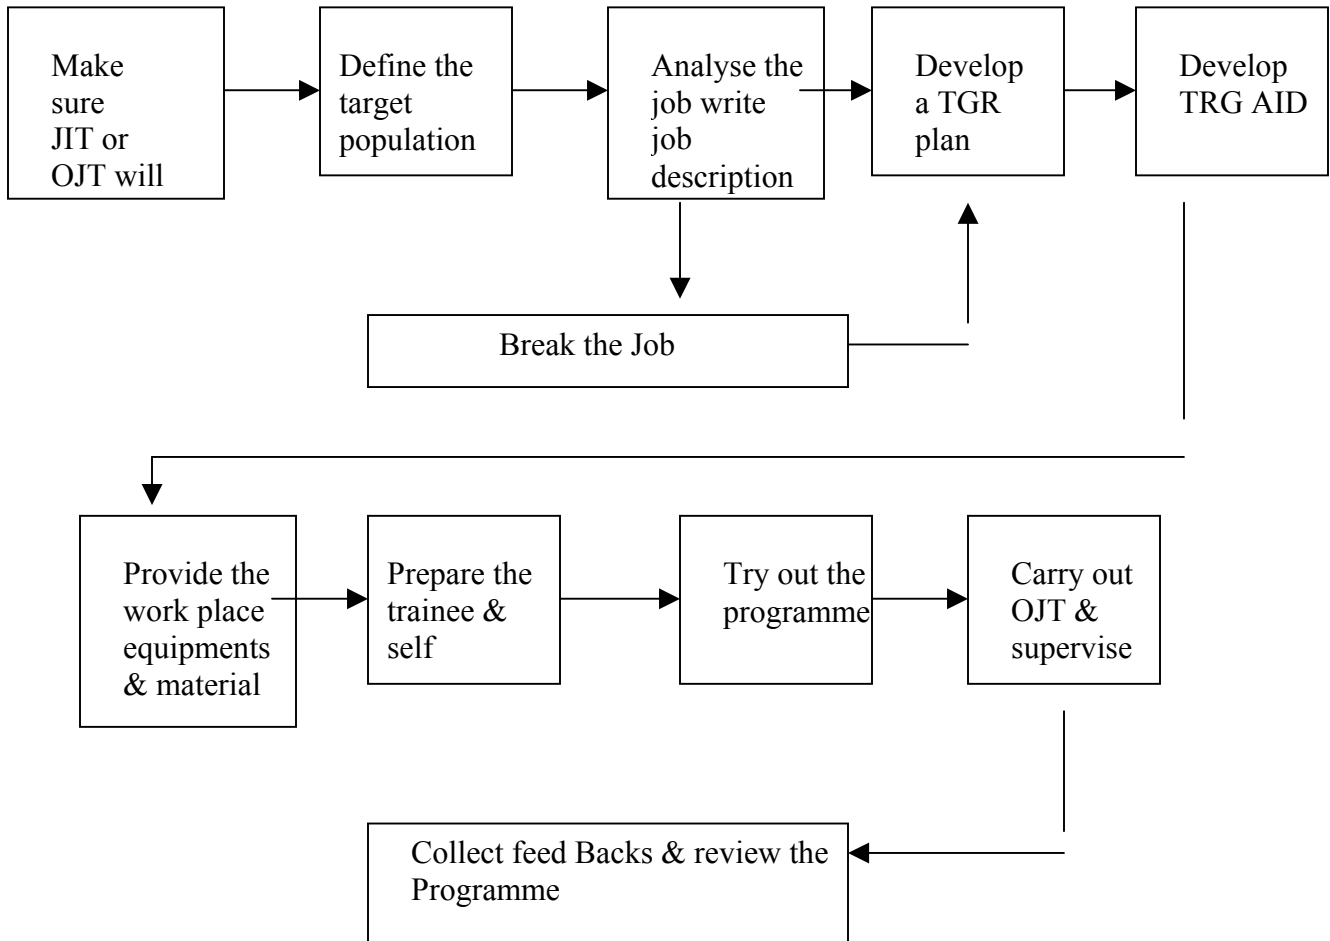 Make
sure
JIT or
OJT will
Define the
target
population
Analyse the
job write
job
description
Develop
a TGR
plan
Develop
TRG AID
Break the Job
Provide the
work place
equipments
& material
Prepare the
trainee &
self
Try out the
programme
Carry out
OJT &
supervise
Collect feed Backs & review the
Programme